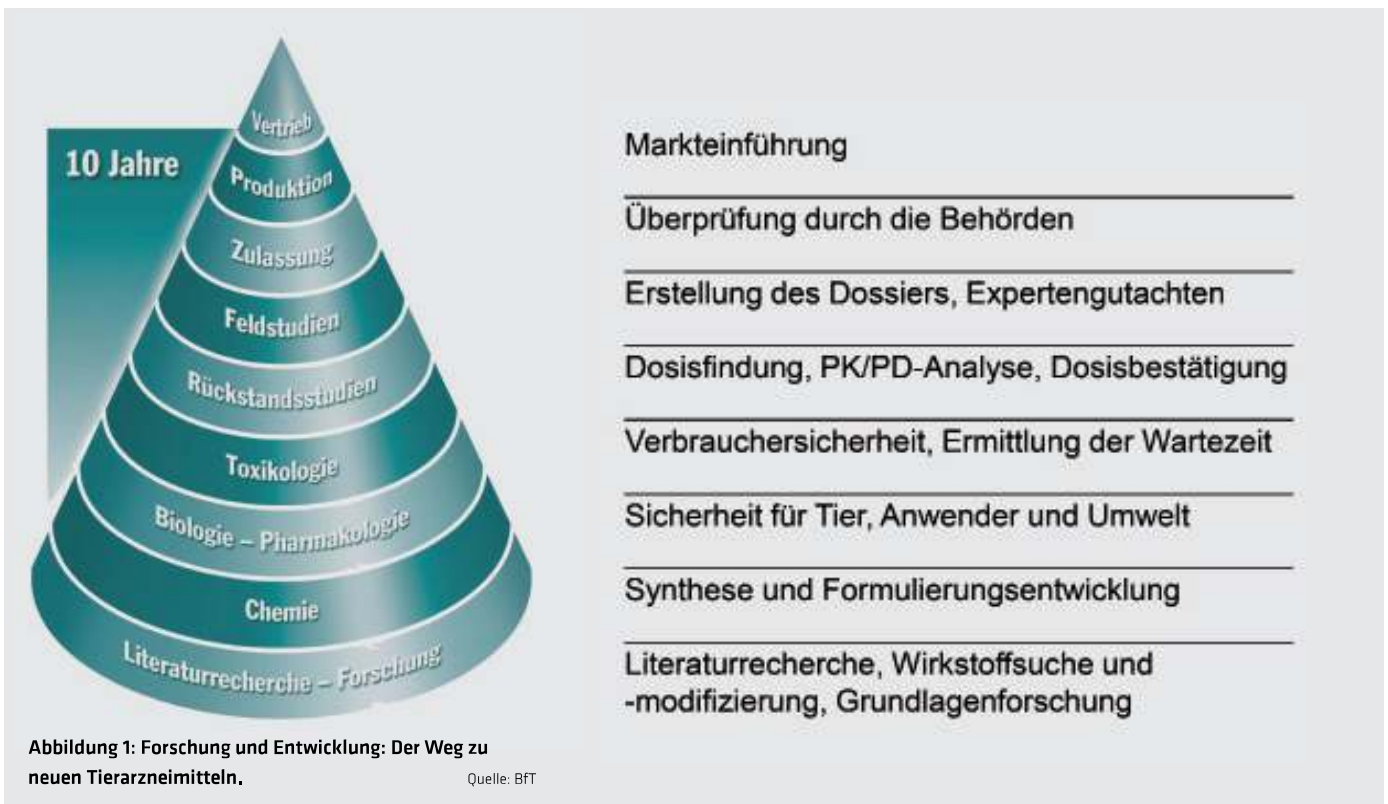 Vertrieb
10 Jahre
Produktion
Zulassung
Feldstudien
Rückstandsstudien
Toxikologie
Biologie – Pharmakologie
Chemie
Literaturrecherche – Forschung
Markteinführung
Überprüfung durch die Behörden
Erstellung des Dossiers, Expertengutachten
Dosisfindung, PK/PD-Analyse, Dosisbestätigung
Verbrauchersicherheit, Ermittlung der Wartezeit
Sicherheit für Tier, Anwender und Umwelt
Synthese und Formulierungsentwicklung
Literaturrecherche, Wirkstoffsuche und
-modifizierung, Grundlagenforschung
Abbildung 1: Forschung und Entwicklung: Der Weg zu
neuen Tierarzneimitteln. Quelle: BfT